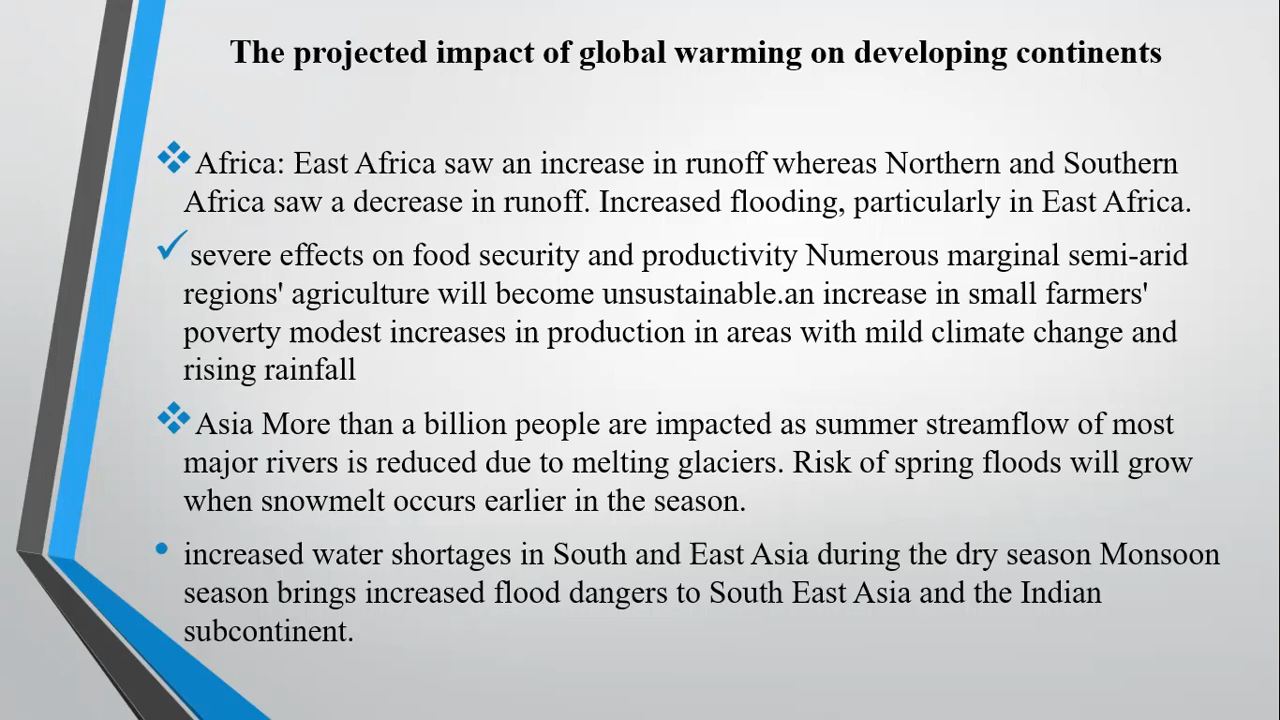 The projected impact of global warming on developing continents
Africa: East Africa saw an increase in runoff whereas Northern and Southern
Africa saw a decrease in runoff. Increased flooding, particularly in East Africa.
severe effects on food security and productivity Numerous marginal semi-arid
regions' agriculture will become unsustainable.an increase in small farmers'
poverty modest increases in production in areas with mild climate change and
rising rainfall
Asia More than a billion people are impacted as summer streamflow of most
major rivers is reduced due to melting glaciers. Risk of spring floods will grow
when snowmelt occurs earlier in the season.
increased water shortages in South and East Asia during the dry season Monsoon
season brings increased flood dangers to South East Asia and the Indian
subcontinent.